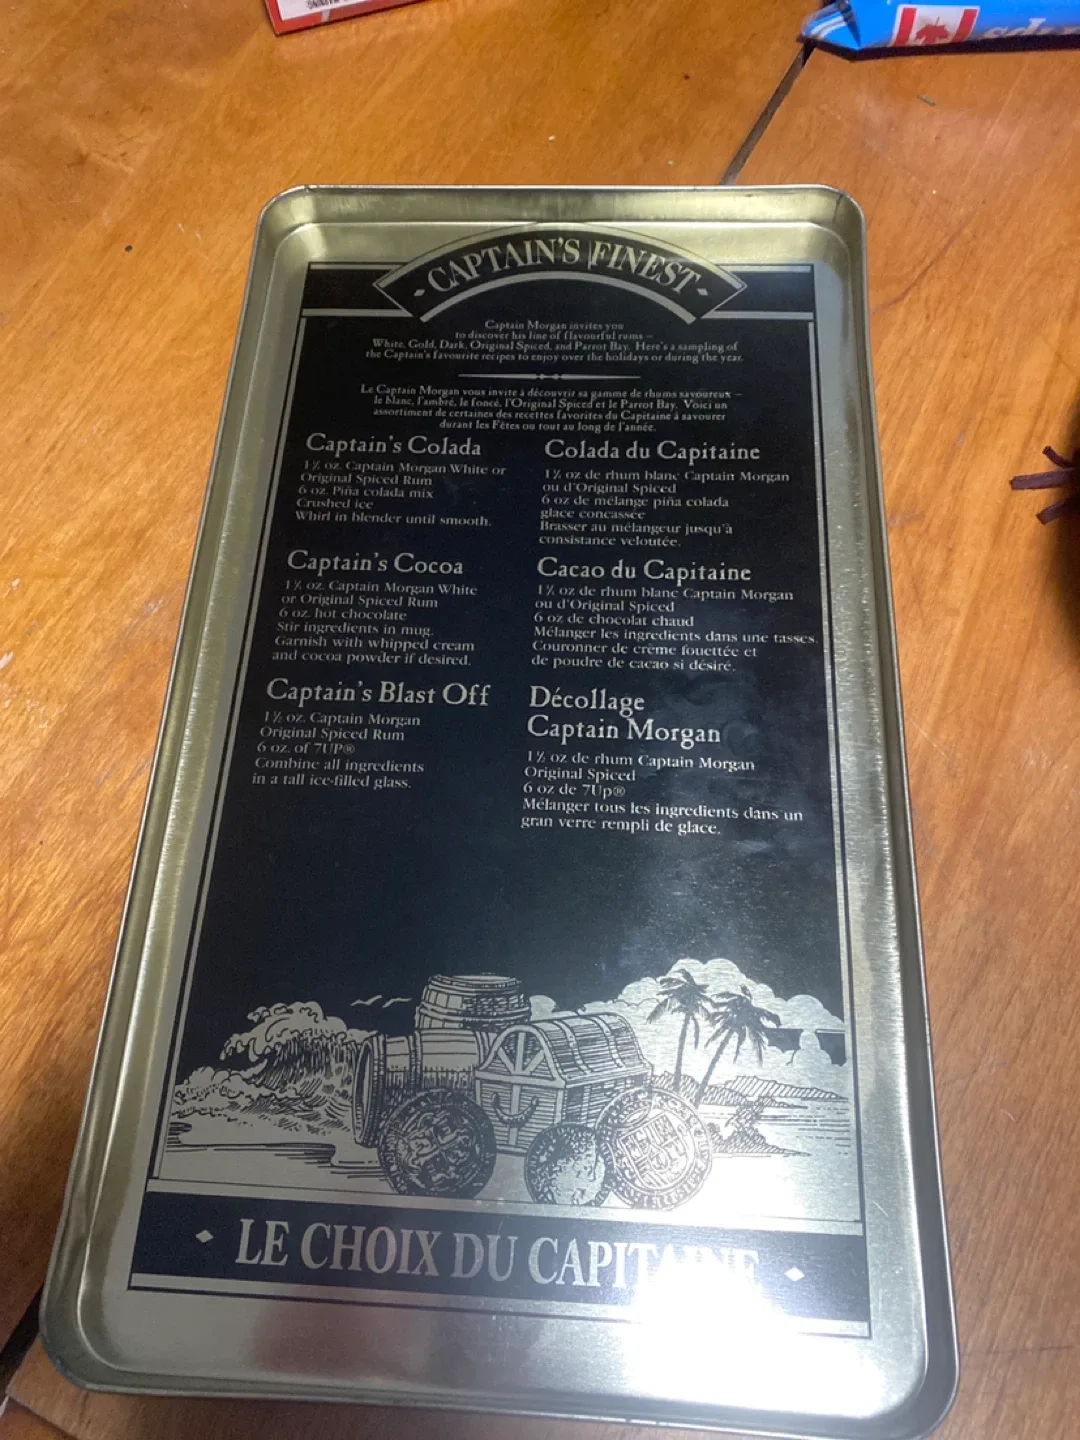 CAPTAIN'S FINEST
Captain Morgan invites you
to discover his line of flavourful rums –
White, Gold, Dark, Original Spiced, and Parrot Bay. Here's a sampling of
the Captain's favourite recipes to enjoy over the holidays or during the year.
Le Captain Morgan vous invite à découvrir sa gamme de rhums savoureux –
le blanc, l'ambré, le foncé, l'Original Spiced et le Parrot Bay. Voici un
assortiment de certaines des recettes favorites du Capitaine à savourer
durant les Fêtes ou tout au long de l'année.
Captain's Colada
1½ oz. Captain Morgan White or
Original Spiced Rum
6 oz. Piña colada mix
Crushed ice
Whirl in blender until smooth.
Colada du Capitaine
1½ oz de rhum blanc Captain Morgan
ou d'Original Spiced
6 oz de mélange piña colada
glace concassée
Brasser au mélangeur jusqu'à
consistance veloutée.
Captain's Cocoa
1½ oz. Captain Morgan White
or Original Spiced Rum
6 oz. hot chocolate
Stir ingredients in mug.
Garnish with whipped cream
and cocoa powder if desired.
Cacao du Capitaine
1½ oz de rhum blanc Captain Morgan
ou d'Original Spiced
6 oz de chocolat chaud
Mélanger les ingredients dans une tasses.
Couronner de crème fouettée et
de poudre de cacao si désiré.
Captain's Blast Off
1½ oz. Captain Morgan
Original Spiced Rum
6 oz. of 7UP®
Combine all ingredients
in a tall ice-filled glass.
Décollage
Captain Morgan
1½ oz de rhum Captain Morgan
Original Spiced
6 oz de 7Up®
Mélanger tous les ingredients dans un
gran verre rempli de glace.
LE CHOIX DU CAPITAINE